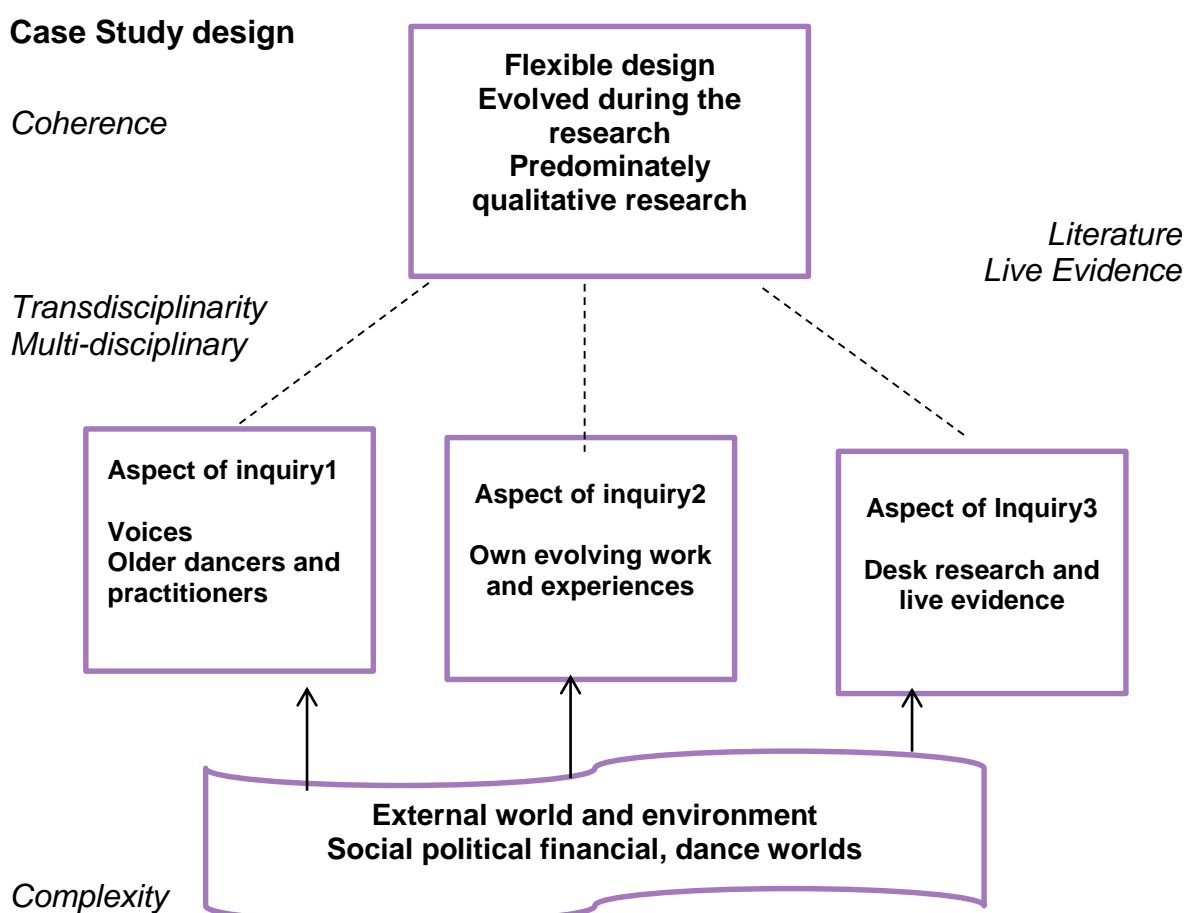 Case Study design
Flexible design
Evolved during the
research
Predominately
qualitative research
Coherence
Literature
Live Evidence
Transdisciplinarity
Multi-disciplinary
Aspect of inquiry1
Voices
Older dancers and
practitioners
Aspect of inquiry2
Own evolving work
and experiences
Aspect of Inquiry3
Desk research and
live evidence
External world and environment
Social political financial, dance worlds
Complexity